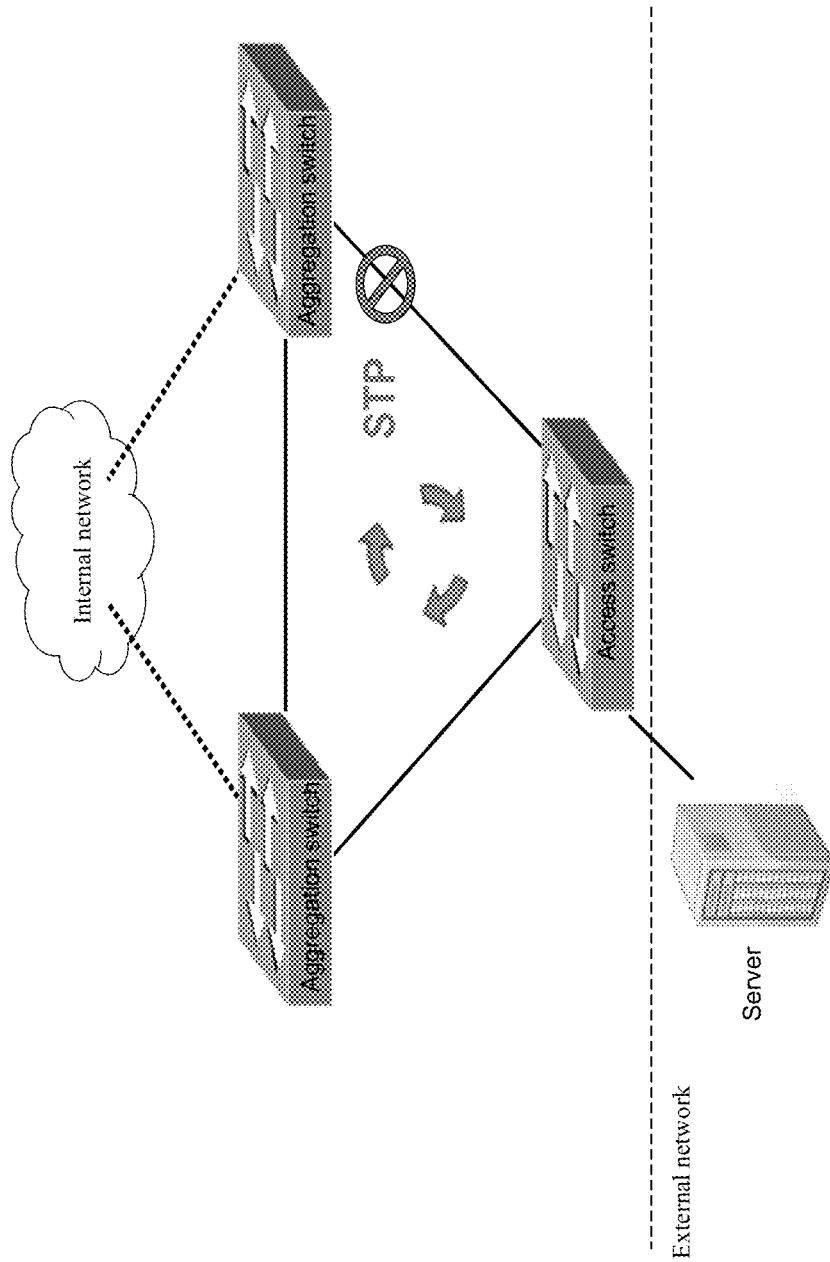 Internal network
Aggregation switch
Aggregation switch
STP
Access switch
Server
External network